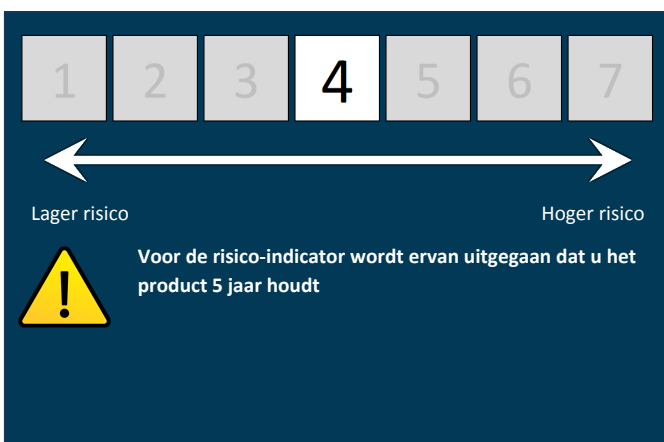 1 2 3 4 5 6 7
Lager risico Hoger risico
Voor de risico-indicator wordt ervan uitgegaan dat u het
product 5 jaar houdt